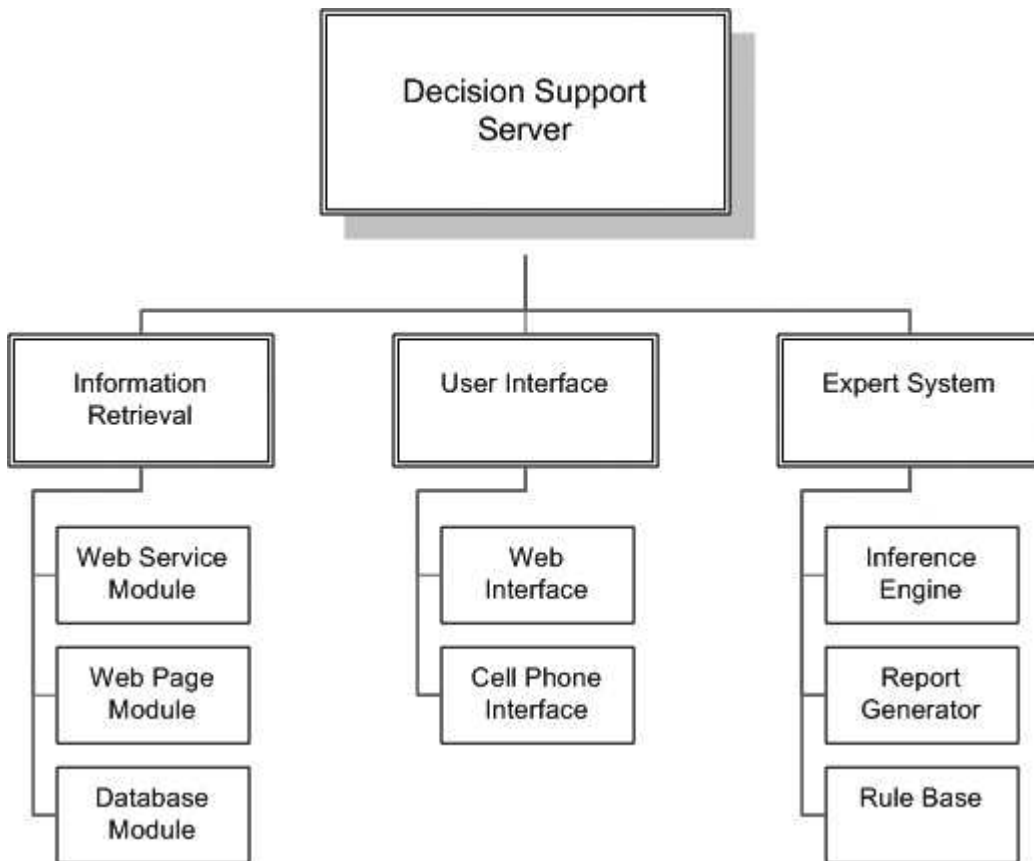 Decision Support
Server
Information
Retrieval
User Interface
Expert System
Web Service
Module
Web
Interface
Inference
Engine
Web Page
Module
Cell Phone
Interface
Report
Generator
Database
Module
Rule Base